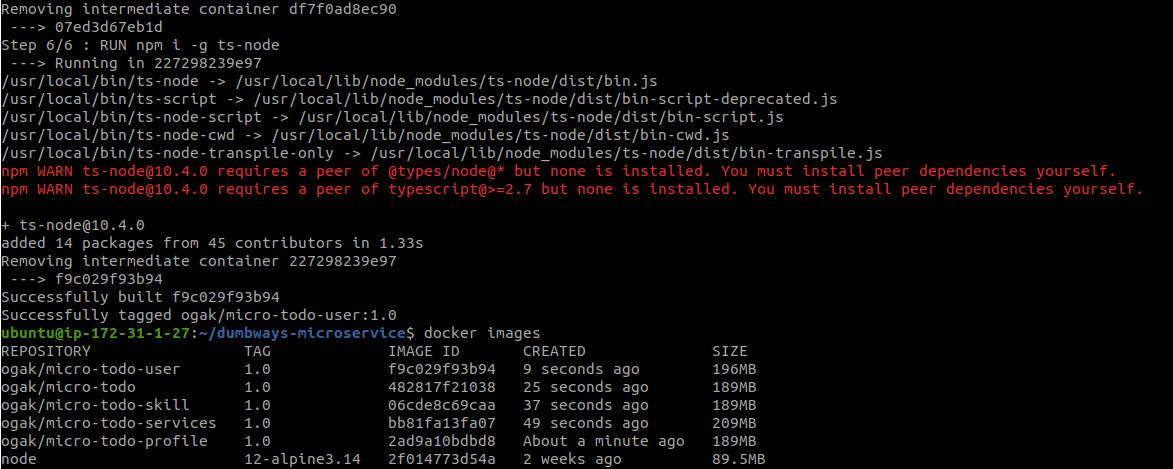 Removing intermediate container df7f0ad8ec90
 ---> 07ed3d67eb1d
Step 6/6 : RUN npm i -g ts-node
 ---> Running in 227298239e97
/usr/local/bin/ts-node -> /usr/local/lib/node_modules/ts-node/dist/bin.js
/usr/local/bin/ts-script -> /usr/local/lib/node_modules/ts-node/dist/bin-script-deprecated.js
/usr/local/bin/ts-node-script -> /usr/local/lib/node_modules/ts-node/dist/bin-script.js
/usr/local/bin/ts-node-cwd -> /usr/local/lib/node_modules/ts-node/dist/bin-cwd.js
/usr/local/bin/ts-node-transpile-only -> /usr/local/lib/node_modules/ts-node/dist/bin-transpile.js
npm WARN ts-node@10.4.0 requires a peer of @types/node@* but none is installed. You must install peer dependencies yourself.
npm WARN ts-node@10.4.0 requires a peer of typescript@>=2.7 but none is installed. You must install peer dependencies yourself.

+ ts-node@10.4.0
added 14 packages from 45 contributors in 1.33s
Removing intermediate container 227298239e97
 ---> f9c029f93b94
Successfully built f9c029f93b94
Successfully tagged ogak/micro-todo-user:1.0
ubuntu@ip-172-31-1-27:~/dumbways-microservice$ docker images
REPOSITORY                 TAG             IMAGE ID       CREATED              SIZE
ogak/micro-todo-user       1.0             f9c029f93b94   9 seconds ago        196MB
ogak/micro-todo            1.0             482817f21038   25 seconds ago       189MB
ogak/micro-todo-skill      1.0             06cde8c69caa   37 seconds ago       189MB
ogak/micro-todo-services   1.0             bb81fa13fa07   49 seconds ago       209MB
ogak/micro-todo-profile    1.0             2ad9a10bdbd8   About a minute ago   189MB
node                       12-alpine3.14   2f014773d54a   2 weeks ago          89.5MB